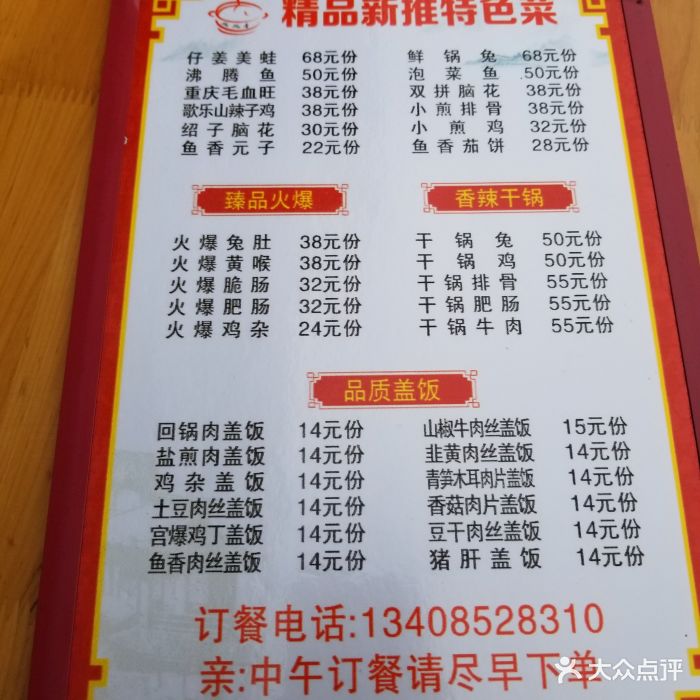 精品新推特色菜
仔姜美蛙 68元份
沸腾鱼 50元份
重庆毛血旺 38元份
歌乐山辣子鸡 38元份
绍子脑花 30元份
鱼香元子 22元份
鲜锅兔 68元份
泡菜鱼 50元份
双拼脑花 38元份
小煎排骨 38元份
小煎鸡 32元份
鱼香茄饼 28元份
臻品火爆
火爆兔肚 38元份
火爆黄喉 38元份
火爆脆肠 32元份
火爆肥肠 32元份
火爆鸡杂 24元份
香辣干锅
干锅兔 50元份
干锅鸡 50元份
干锅排骨 55元份
干锅肥肠 55元份
干锅牛肉 55元份
品质盖饭
回锅肉盖饭 14元份
盐煎肉盖饭 14元份
鸡杂盖饭 14元份
土豆肉丝盖饭 14元份
宫爆鸡丁盖饭 14元份
鱼香肉丝盖饭 14元份
山椒牛肉丝盖饭 15元份
韭黄肉丝盖饭 14元份
青笋木耳肉片盖饭 14元份
香菇肉片盖饭 14元份
豆干肉丝盖饭 14元份
猪肝盖饭 14元份
订餐电话:13408528310
亲:中午订餐请尽早下单
大众点评